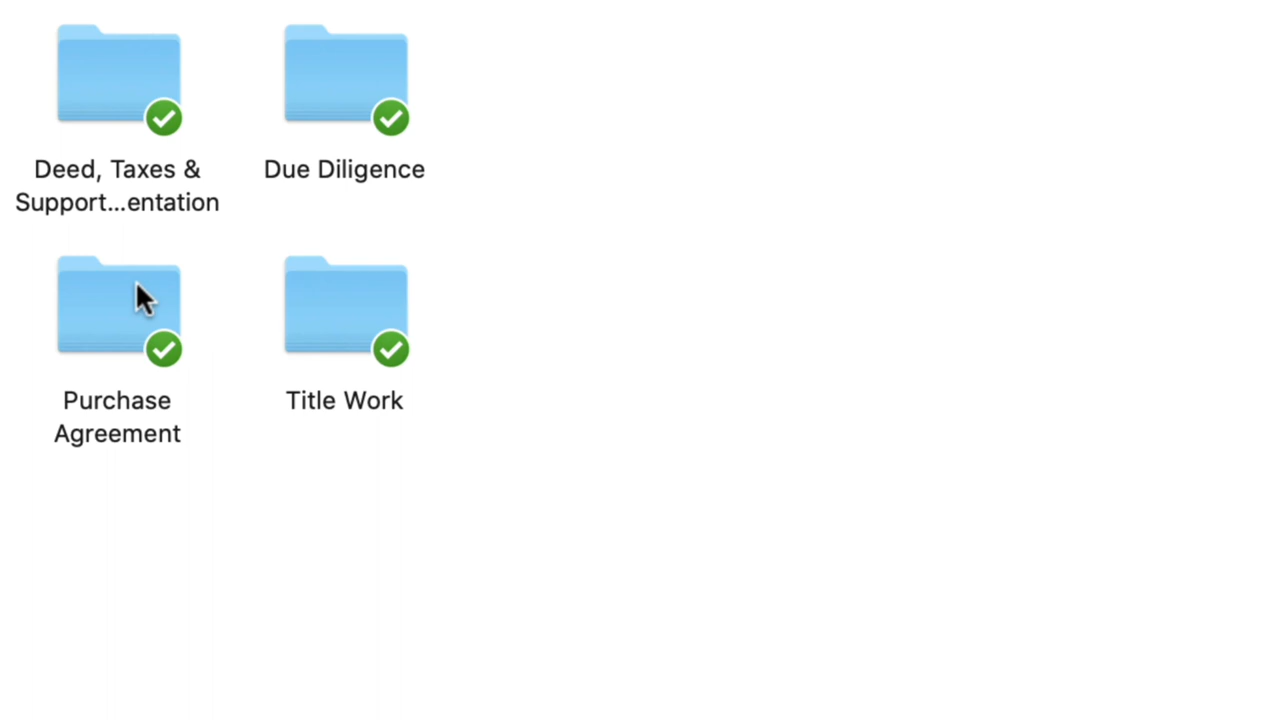 Deed, Taxes &
Support...entation
Due Diligence
Purchase
Agreement
Title Work